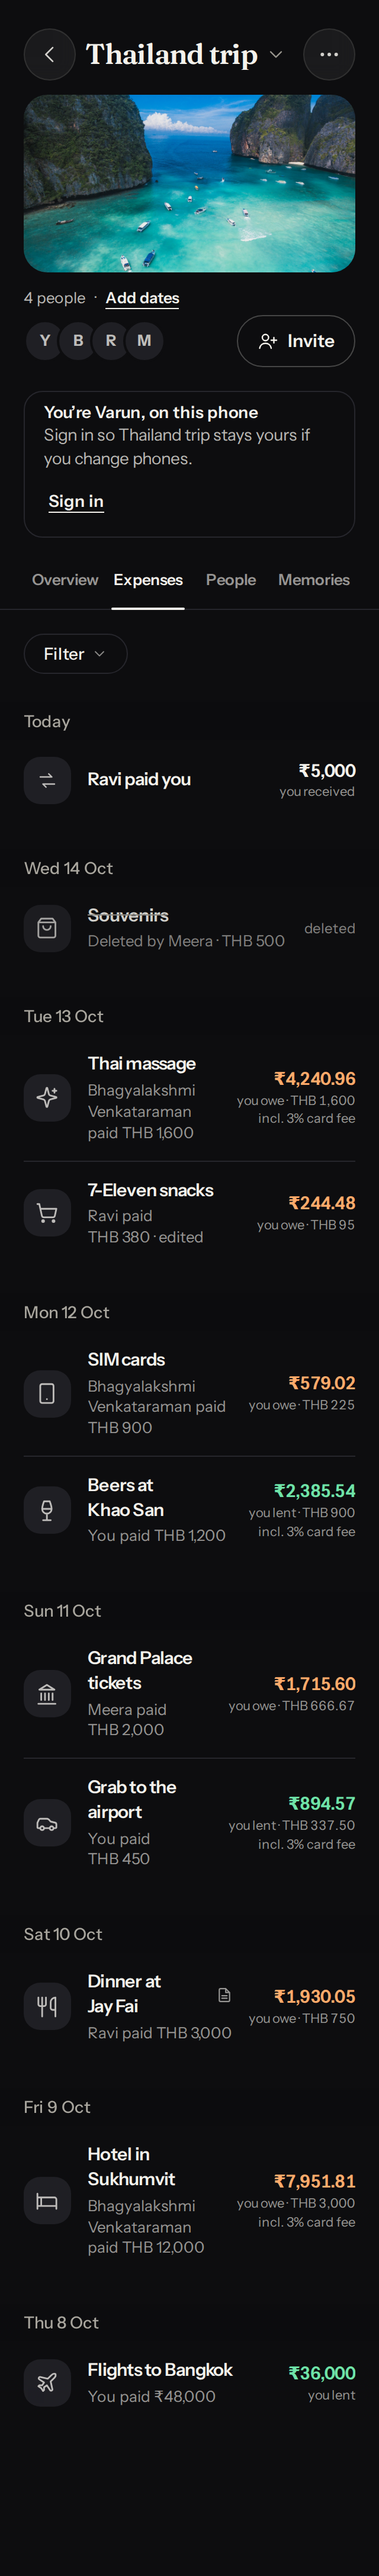 Thailand trip
4 people · Add dates
Y B R M
Invite
You’re Varun, on this phone
Sign in so Thailand trip stays yours if
you change phones.
Sign in
Overview Expenses People Memories
Filter
Today
Ravi paid you
₹5,000
you received
Wed 14 Oct
Souvenirs
Deleted by Meera · THB 500
deleted
Tue 13 Oct
Thai massage
Bhagyalakshmi
Venkataraman
paid THB 1,600
₹4,240.96
you owe · THB 1,600
incl. 3% card fee
7-Eleven snacks
Ravi paid
THB 380 · edited
₹244.48
you owe · THB 95
Mon 12 Oct
SIM cards
Bhagyalakshmi
Venkataraman paid
THB 900
₹579.02
you owe · THB 225
Beers at
Khao San
You paid THB 1,200
₹2,385.54
you lent · THB 900
incl. 3% card fee
Sun 11 Oct
Grand Palace
tickets
Meera paid
THB 2,000
₹1,715.60
you owe · THB 666.67
Grab to the
airport
You paid
THB 450
₹894.57
you lent · THB 337.50
incl. 3% card fee
Sat 10 Oct
Dinner at
Jay Fai
Ravi paid THB 3,000
₹1,930.05
you owe · THB 750
Fri 9 Oct
Hotel in
Sukhumvit
Bhagyalakshmi
Venkataraman
paid THB 12,000
₹7,951.81
you owe · THB 3,000
incl. 3% card fee
Thu 8 Oct
Flights to Bangkok
You paid ₹48,000
₹36,000
you lent